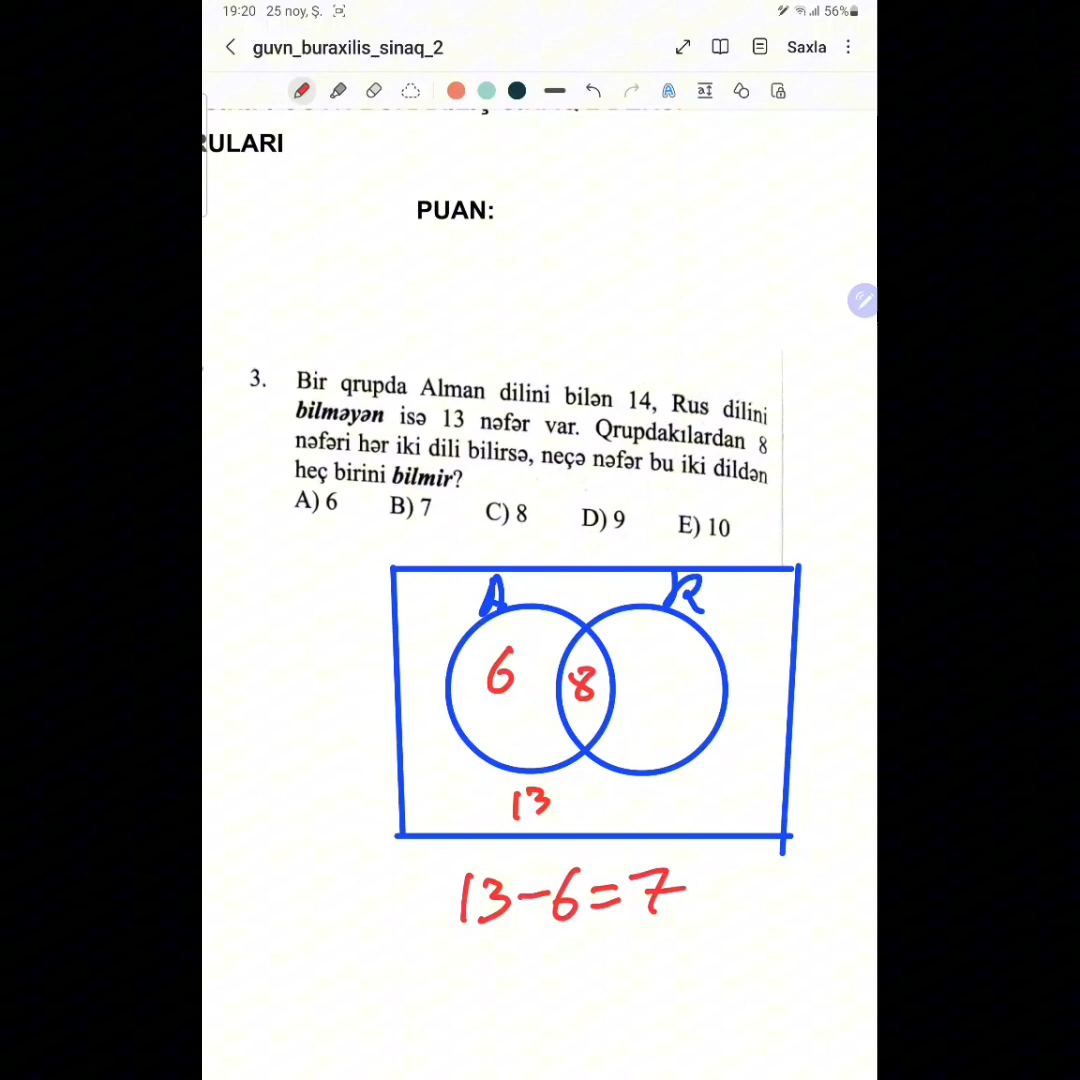 19:20 25 noy, Ş. 56%
guvn_buraxilis_sinaq_2 Saxla
RULARI
PUAN:
3. Bir qrupda Alman dilini bilən 14, Rus dilini
bilməyən isə 13 nəfər var. Qrupdakılardan 8
nəfəri hər iki dili bilirsə, neçə nəfər bu iki dildən
heç birini bilmir?
A) 6 B) 7 C) 8 D) 9 E) 10
A R
6 8
13
13-6=7